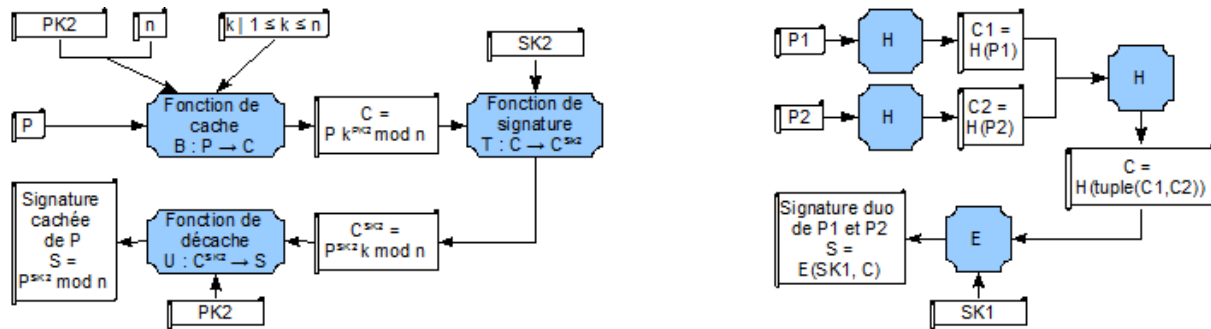 PK2
n
k | 1 ≤ k ≤ n
SK2
P
Fonction de
cache
B : P → C
C =
P k^PK2 mod n
Fonction de
signature
T : C → C^SK2
Signature
cachée
de P
S =
P^SK2 mod n
Fonction de
décache
U : C^SK2 → S
C^SK2 =
P^SK2 k mod n
PK2
P1
H
C1 =
H(P1)
H
P2
H
C2 =
H(P2)
C =
H(tuple(C1,C2))
Signature duo
de P1 et P2
S =
E(SK1, C)
E
SK1